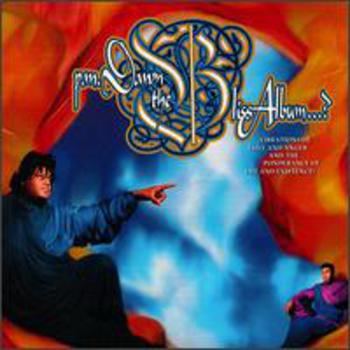 p.m. Dawn
the
Bliss Album....?
(VIBRATIONS OF
LOVE AND ANGER
AND THE
PONDERANCE OF
LIFE AND EXISTENCE)